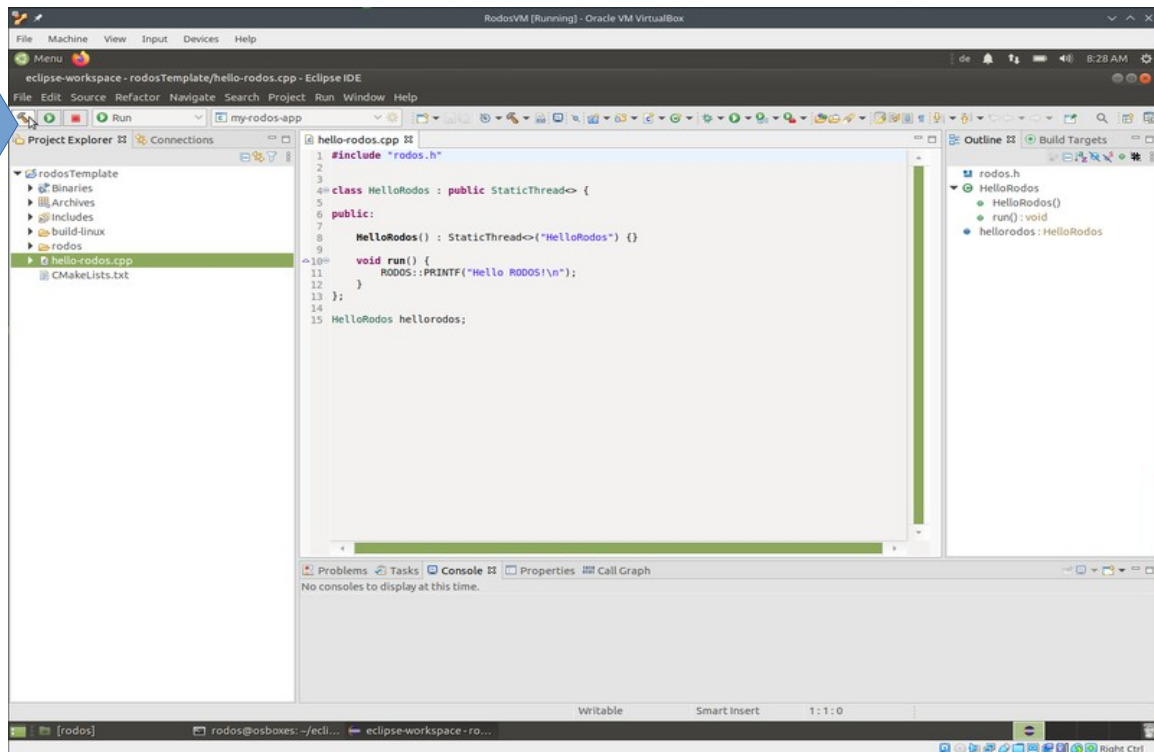 RodosVM [Running] - Oracle VM VirtualBox
File Machine View Input Devices Help
Menu de 8:28 AM
eclipse-workspace - rodosTemplate/hello-rodos.cpp - Eclipse IDE
File Edit Source Refactor Navigate Search Project Run Window Help
Run my-rodos-app
Project Explorer Connections
rodosTemplate
Binaries
Archives
Includes
build-linux
rodos
hello-rodos.cpp
CMakeLists.txt
hello-rodos.cpp
1 #include "rodos.h"
2
3
4 class HelloRodos : public StaticThread<> {
5
6 public:
7
8 HelloRodos() : StaticThread<>("HelloRodos") {}
9
10 void run() {
11 RODOS::PRINTF("Hello RODOS!\n");
12 }
13 };
14
15 HelloRodos hellorodos;
Outline Build Targets
rodos.h
HelloRodos
HelloRodos()
run() : void
hellorodos : HelloRodos
Problems Tasks Console Properties Call Graph
No consoles to display at this time.
Writable Smart Insert 1:1:0
[rodos] rodos@osboxes: ~/ecli... eclipse-workspace - ro...
Right Ctrl